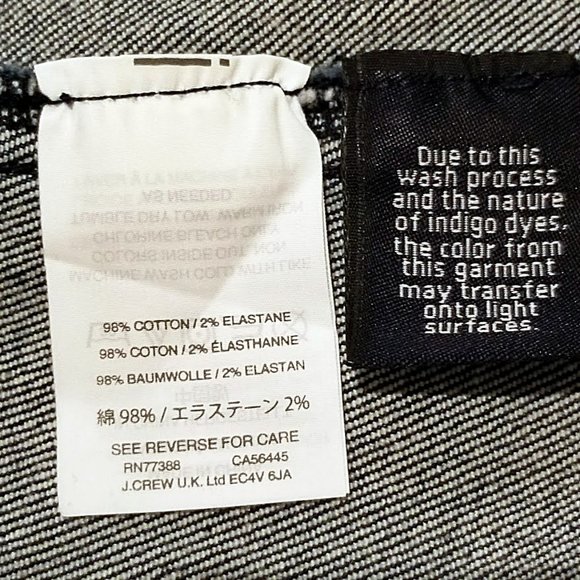 98% COTTON / 2% ELASTANE
98% COTON / 2% ÉLASTHANNE
98% BAUMWOLLE / 2% ELASTAN
綿 98% / エラステーン 2%
SEE REVERSE FOR CARE
RN77388 CA56445
J.CREW U.K. Ltd EC4V 6JA
Due to this
wash process
and the nature
of indigo dyes,
the color from
this garment
may transfer
onto light
surfaces.